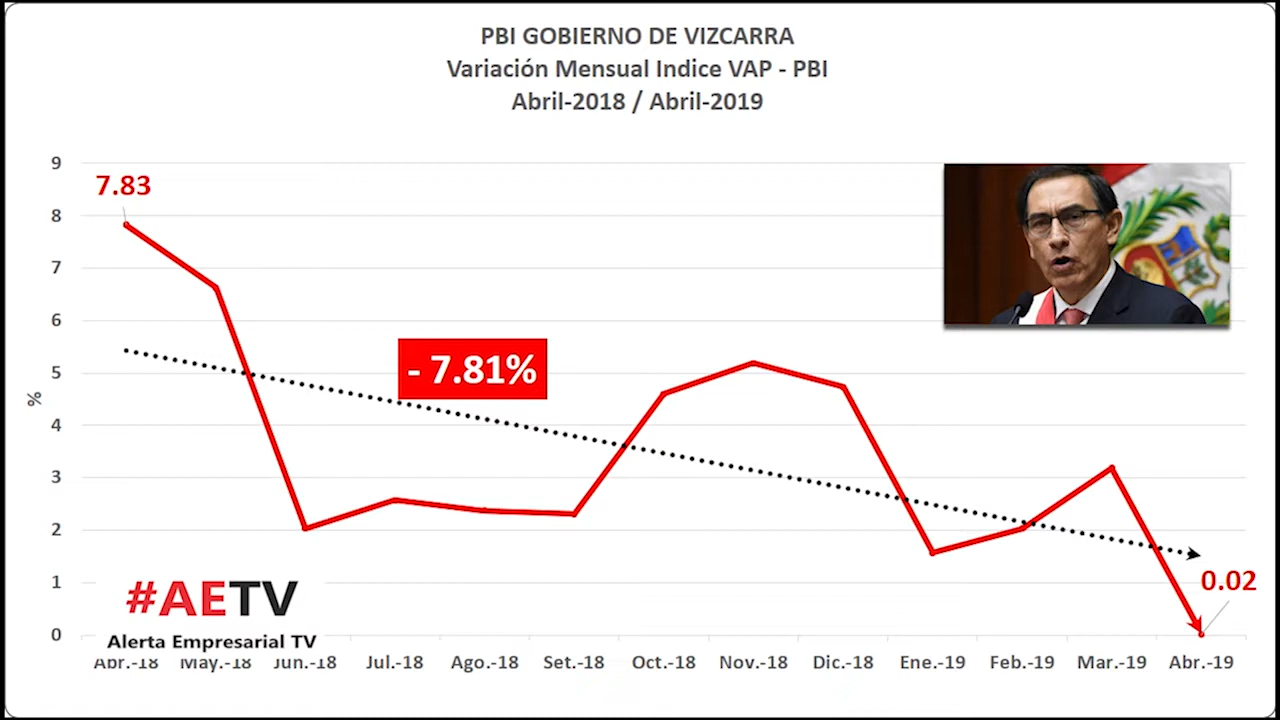 PBI GOBIERNO DE VIZCARRA
Variación Mensual Indice VAP - PBI
Abril-2018 / Abril-2019
9
7.83
8
7
6
- 7.81%
5
%
4
3
2
1
0.02
0
#AETV
Alerta Empresarial TV
Abr.-18 May.-18 Jun.-18 Jul.-18 Ago.-18 Set.-18 Oct.-18 Nov.-18 Dic.-18 Ene.-19 Feb.-19 Mar.-19 Abr.-19